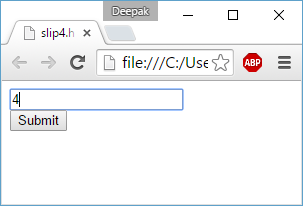 Deepak
slip4.h
file:///C:/Use
ABP
4
Submit